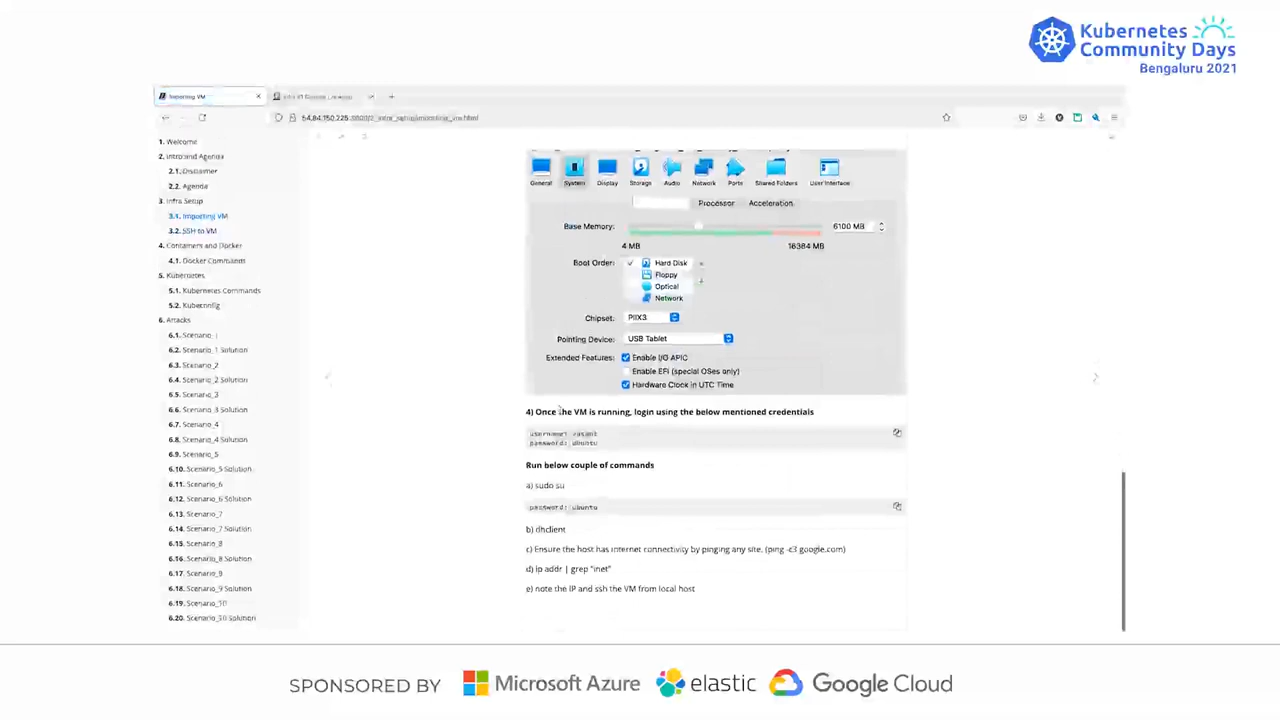 Kubernetes
Community Days
Bengaluru 2021
Importing VM
1. Welcome
2. Intro and Agenda
2.1. Disclaimer
2.2. Agenda
3. Infra Setup
3.1. Importing VM
3.2. SSH to VM
4. Containers and Docker
4.1. Docker Commands
5. Kubernetes
5.1. Kubernetes Commands
5.2. Kubeconfig
6. Attacks
6.1. Scenario_1
6.2. Scenario_1 Solution
6.3. Scenario_2
6.4. Scenario_2 Solution
6.5. Scenario_3
6.6. Scenario_3 Solution
6.7. Scenario_4
6.8. Scenario_4 Solution
6.9. Scenario_5
6.10. Scenario_5 Solution
6.11. Scenario_6
6.12. Scenario_6 Solution
6.13. Scenario_7
6.14. Scenario_7 Solution
6.15. Scenario_8
6.16. Scenario_8 Solution
6.17. Scenario_9
6.18. Scenario_9 Solution
6.19. Scenario_10
6.20. Scenario_10 Solution
General System Display Storage Audio Network Ports Shared Folders User Interface
Processor Acceleration
Base Memory: 6100 MB
4 MB 16384 MB
Boot Order: Hard Disk
Floppy
Optical
Network
Chipset: PIIX3
Pointing Device: USB Tablet
Extended Features: Enable I/O APIC
Enable EFI (special OSes only)
Hardware Clock in UTC Time
4) Once the VM is running, login using the below mentioned credentials
username:
password: ubuntu
Run below couple of commands
a) sudo su
password: ubuntu
b) dhclient
c) Ensure the host has internet connectivity by pinging any site. (ping -c3 google.com)
d) ip addr | grep "inet"
e) note the IP and ssh the VM from local host
SPONSORED BY Microsoft Azure elastic Google Cloud